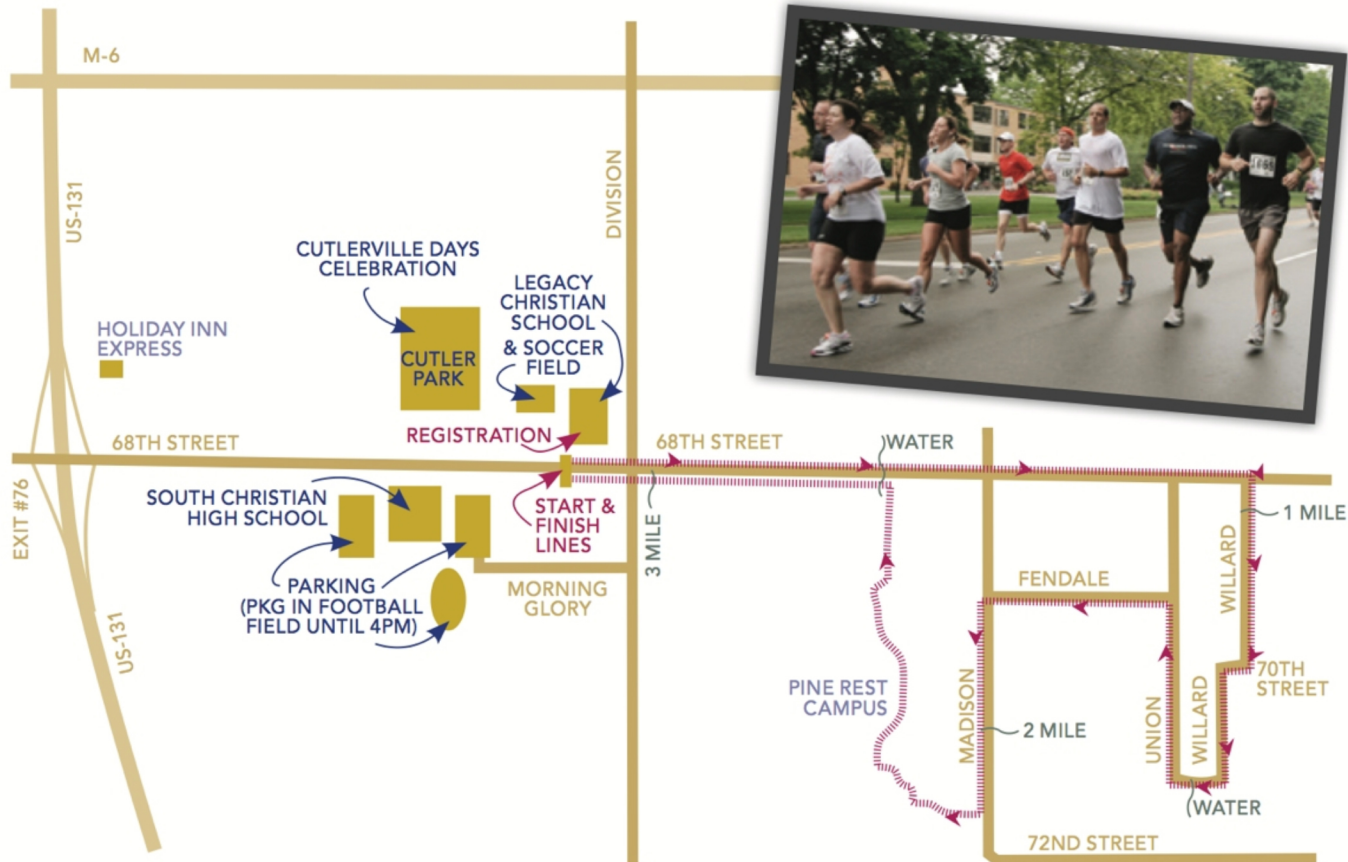 M-6
US-131
DIVISION
CUTLERVILLE DAYS
CELEBRATION
LEGACY
CHRISTIAN
SCHOOL
& SOCCER
FIELD
HOLIDAY INN
EXPRESS
CUTLER
PARK
REGISTRATION
68TH STREET
68TH STREET
WATER
EXIT #76
SOUTH CHRISTIAN
HIGH SCHOOL
START &
FINISH
LINES
3 MILE
1 MILE
WILLARD
FENDALE
PARKING
(PKG IN FOOTBALL
FIELD UNTIL 4PM)
MORNING
GLORY
US-131
PINE REST
CAMPUS
MADISON
2 MILE
UNION
WILLARD
70TH
STREET
WATER
72ND STREET